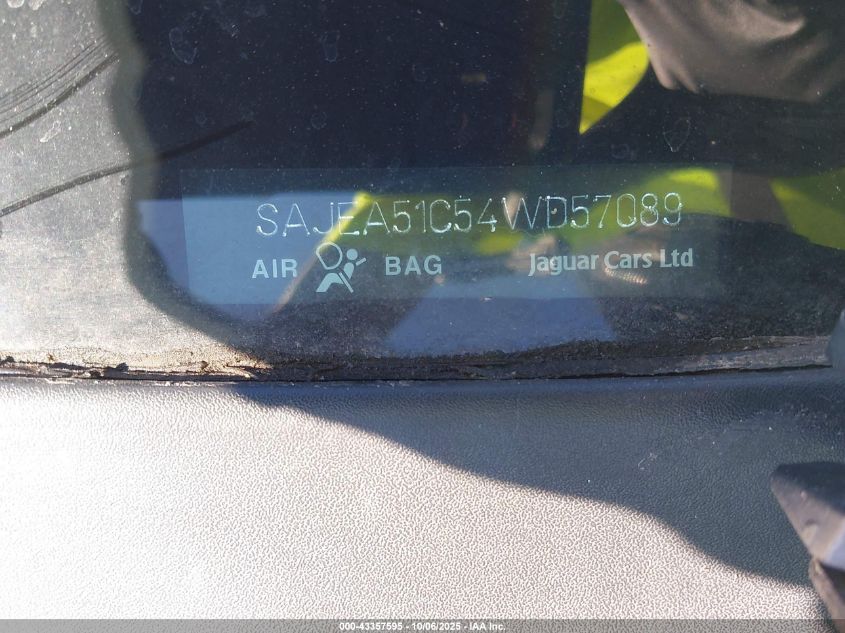 SAJEA51C54WD57089
AIR BAG Jaguar Cars Ltd
000-43357595 - 10/06/2025 - IAA Inc.